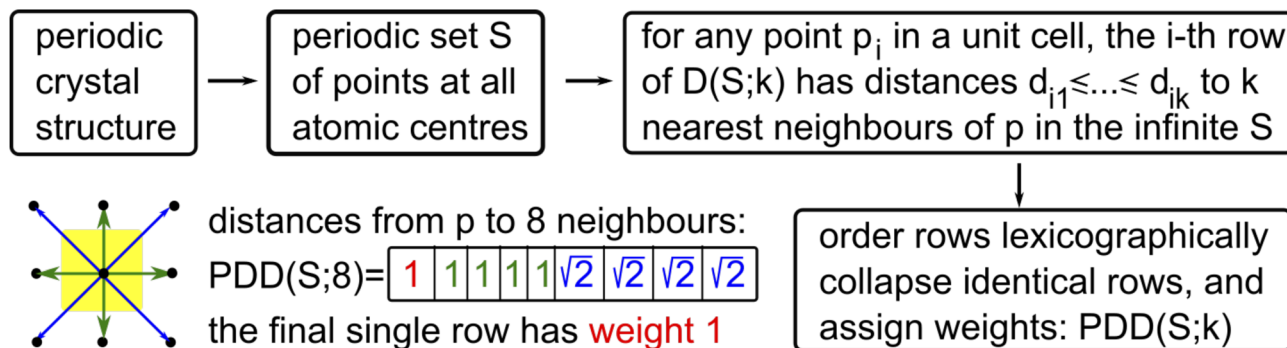 periodic
crystal
structure
periodic set S
of points at all
atomic centres
for any point pᵢ in a unit cell, the i-th row
of D(S;k) has distances dᵢ₁⩽...⩽ dᵢₖ to k
nearest neighbours of p in the infinite S
distances from p to 8 neighbours:
PDD(S;8)= 1 1 1 1 1 √2 √2 √2 √2
the final single row has weight 1
order rows lexicographically
collapse identical rows, and
assign weights: PDD(S;k)